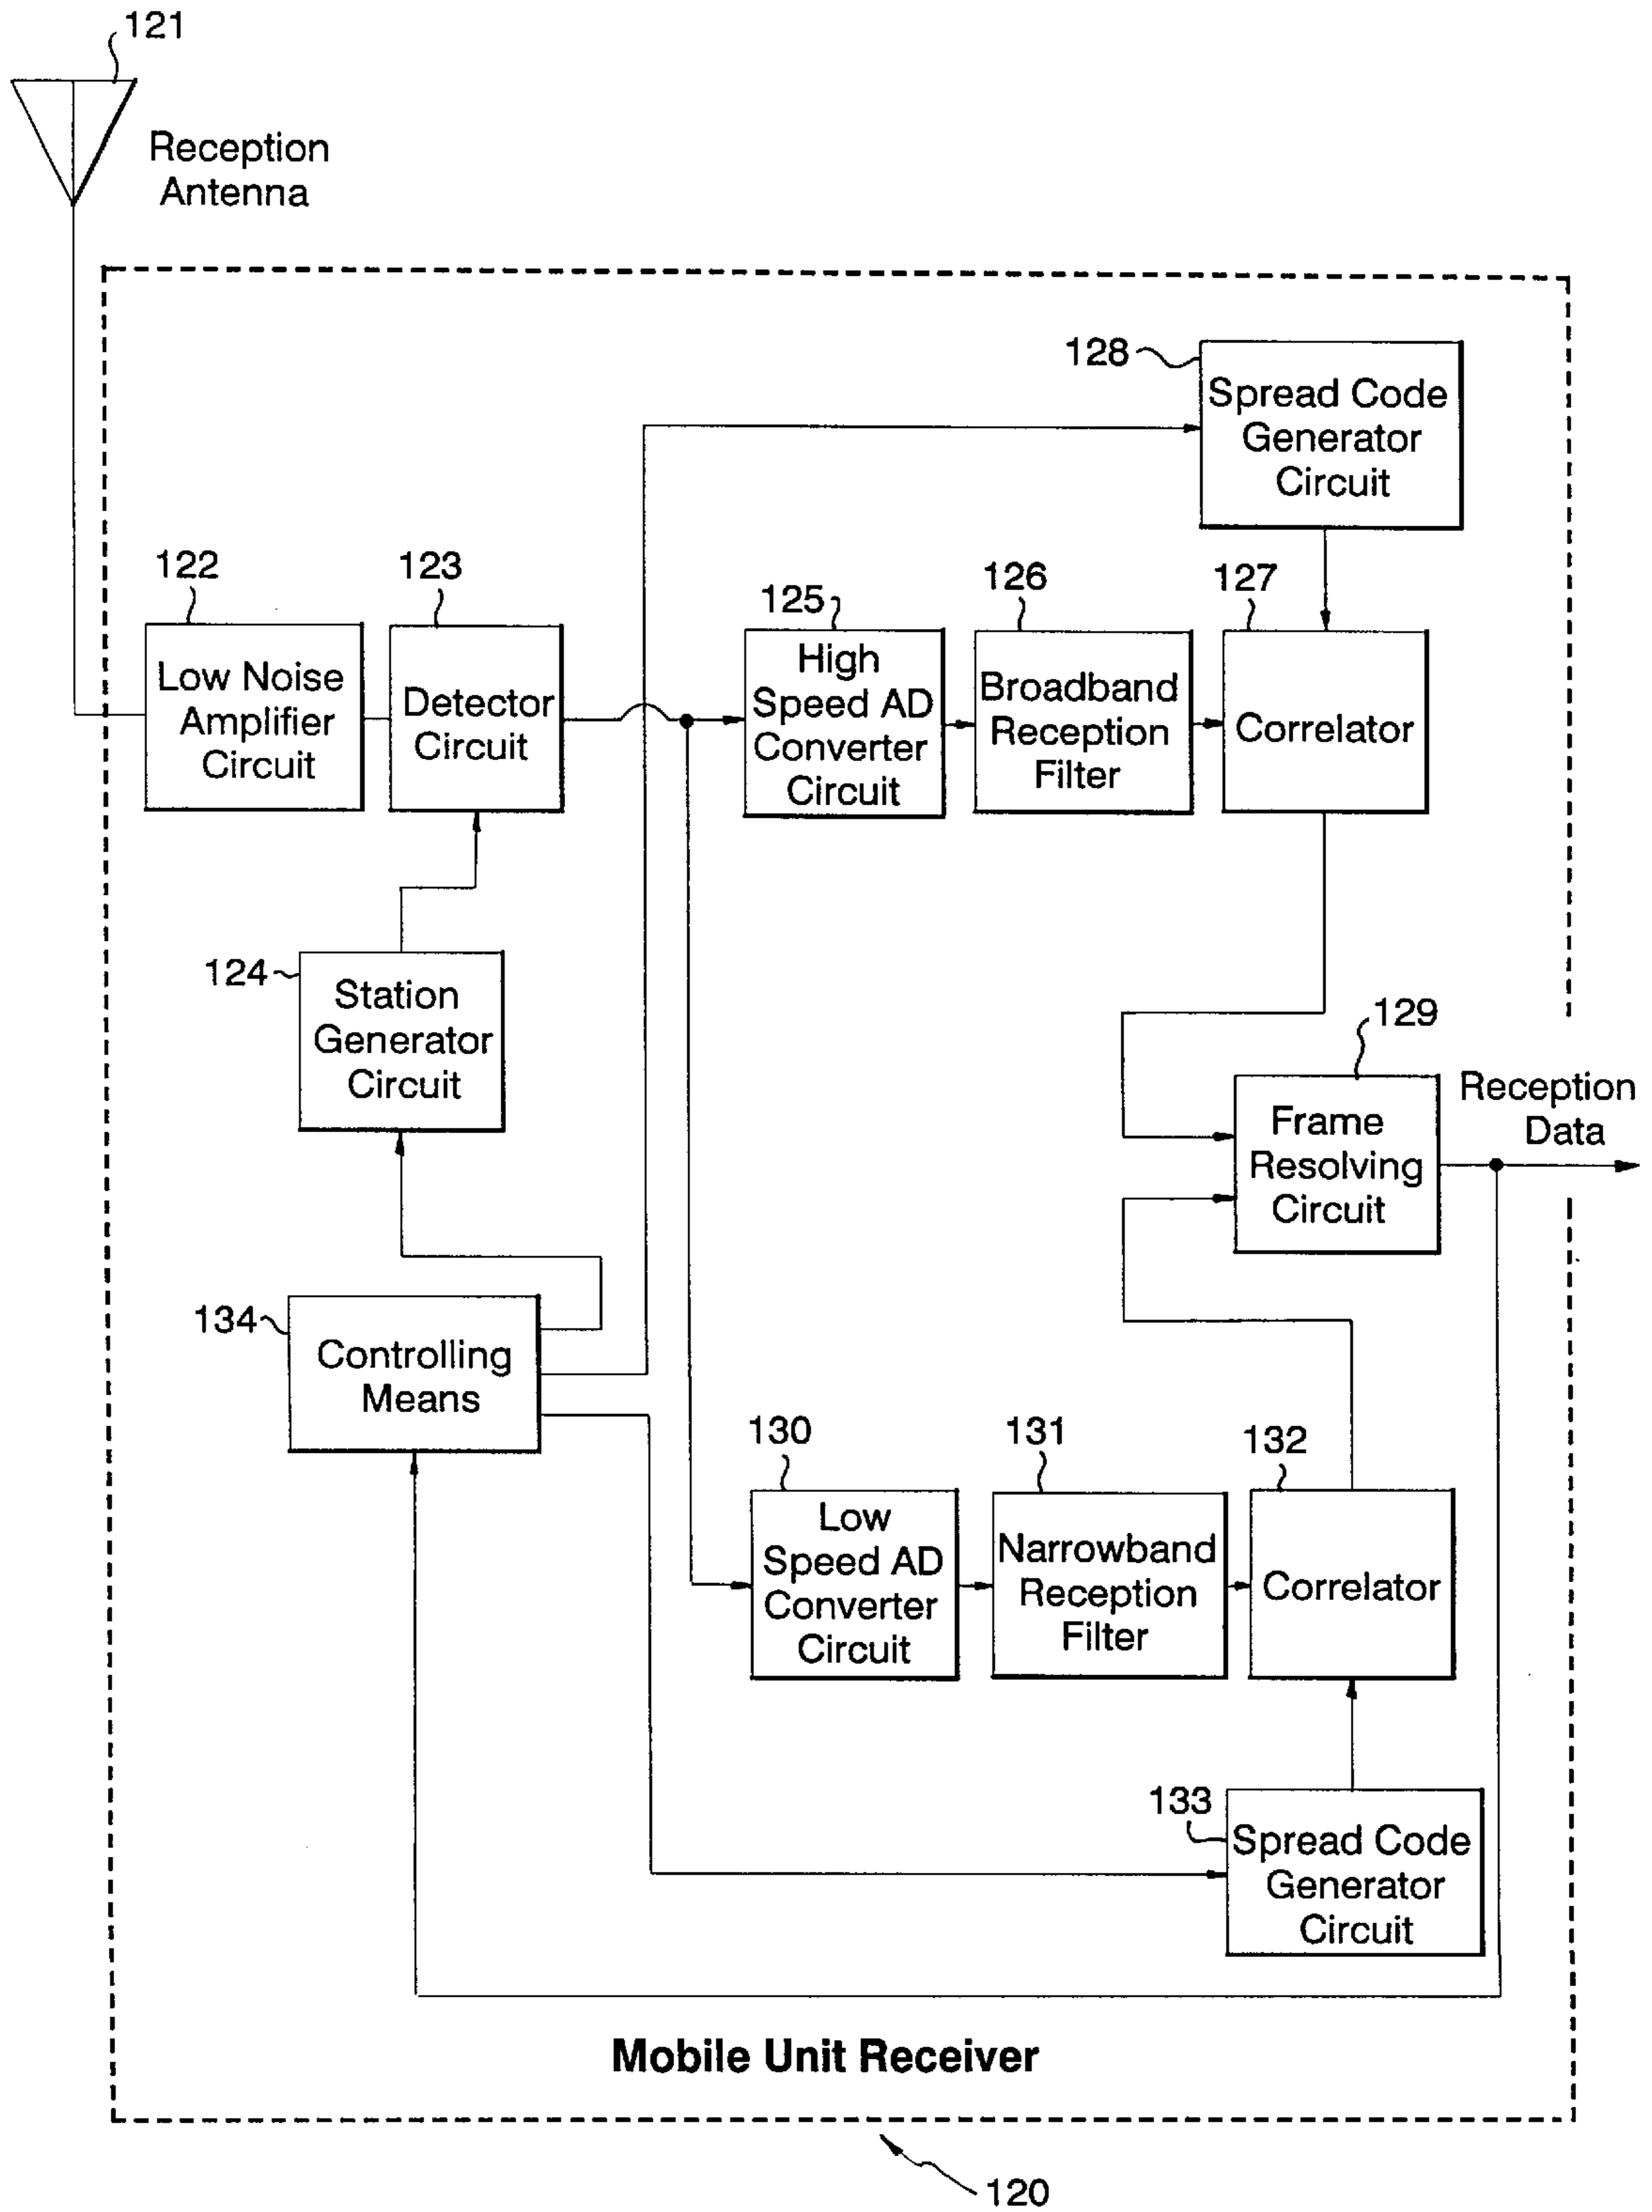 121
Reception
Antenna
128
Spread Code
Generator
Circuit
122
Low Noise
Amplifier
Circuit
123
Detector
Circuit
125
High
Speed AD
Converter
Circuit
126
Broadband
Reception
Filter
127
Correlator
124
Station
Generator
Circuit
129
Frame
Resolving
Circuit
Reception
Data
134
Controlling
Means
130
Low
Speed AD
Converter
Circuit
131
Narrowband
Reception
Filter
132
Correlator
133
Spread Code
Generator
Circuit
Mobile Unit Receiver
120